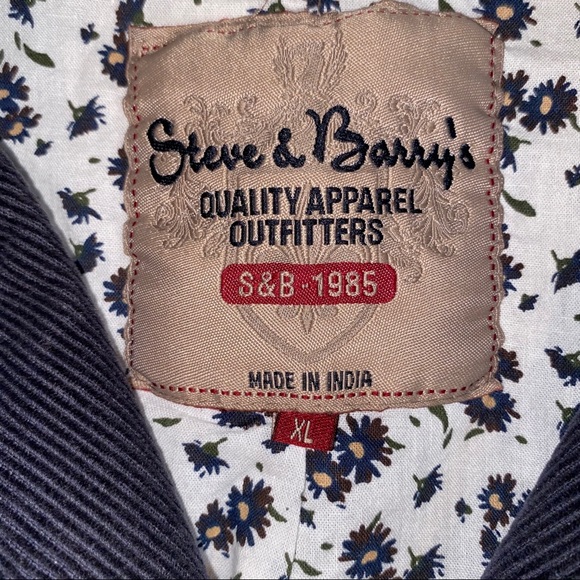 Steve & Barry's
QUALITY APPAREL
OUTFITTERS
S&B-1985
MADE IN INDIA
XL